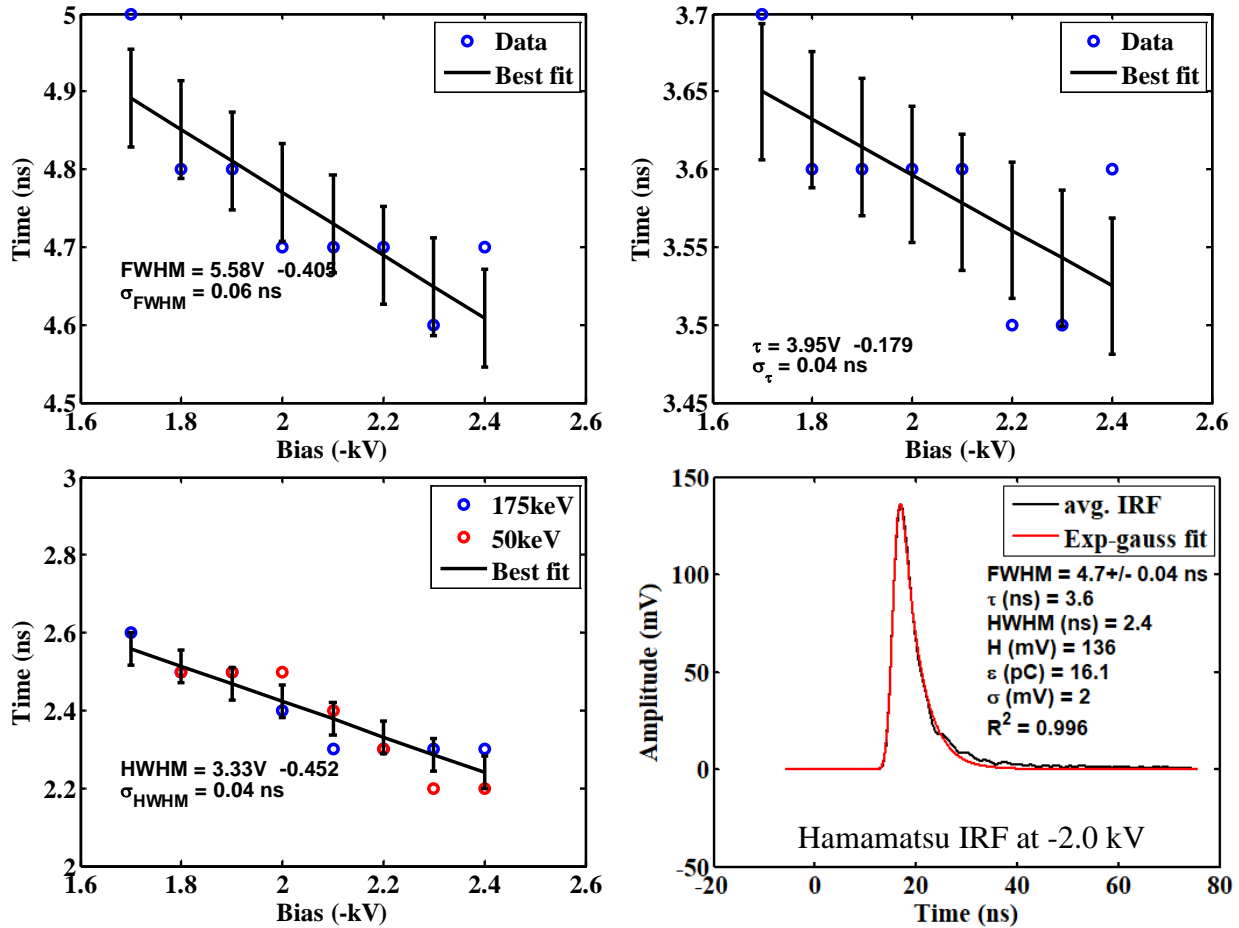 5
4.9
4.8
4.7
4.6
4.5
Time (ns)
1.6
1.8
2
2.2
2.4
2.6
Bias (-kV)
Data
Best fit
FWHM = 5.58V -0.405
σFWHM = 0.06 ns
3.7
3.65
3.6
3.55
3.5
3.45
Time (ns)
1.6
1.8
2
2.2
2.4
2.6
Bias (-kV)
Data
Best fit
τ = 3.95V -0.179
στ = 0.04 ns
3
2.8
2.6
2.4
2.2
2
Time (ns)
1.6
1.8
2
2.2
2.4
2.6
Bias (-kV)
175keV
50keV
Best fit
HWHM = 3.33V -0.452
σHWHM = 0.04 ns
150
100
50
0
-50
Amplitude (mV)
-20
0
20
40
60
80
Time (ns)
avg. IRF
Exp-gauss fit
FWHM = 4.7+/- 0.04 ns
τ (ns) = 3.6
HWHM (ns) = 2.4
H (mV) = 136
ε (pC) = 16.1
σ (mV) = 2
R² = 0.996
Hamamatsu IRF at -2.0 kV